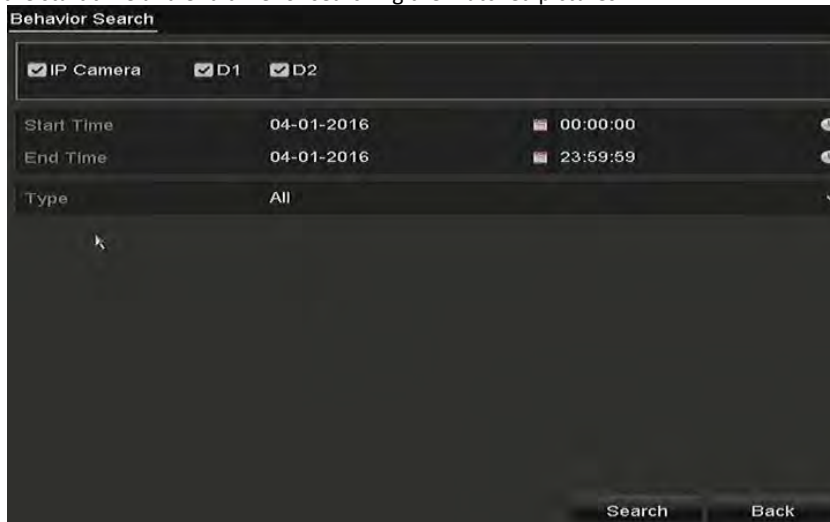 Behavior Search
IP Camera D1 D2
Start Time 04-01-2016 00:00:00
End Time 04-01-2016 23:59:59
Type All
Search Back